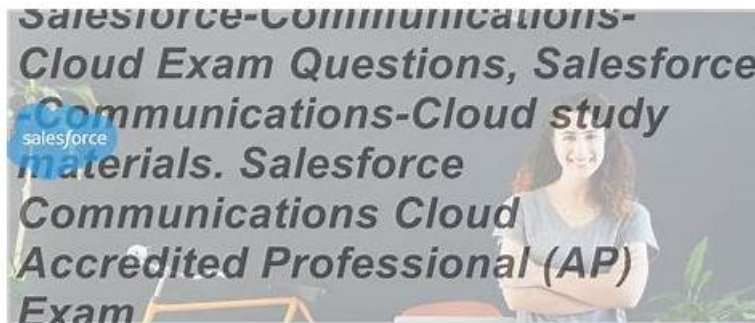 Salesforce-Communications-
Cloud Exam Questions, Salesforce
-Communications-Cloud study
salesforce
materials. Salesforce
Communications Cloud
Accredited Professional (AP)
Exam